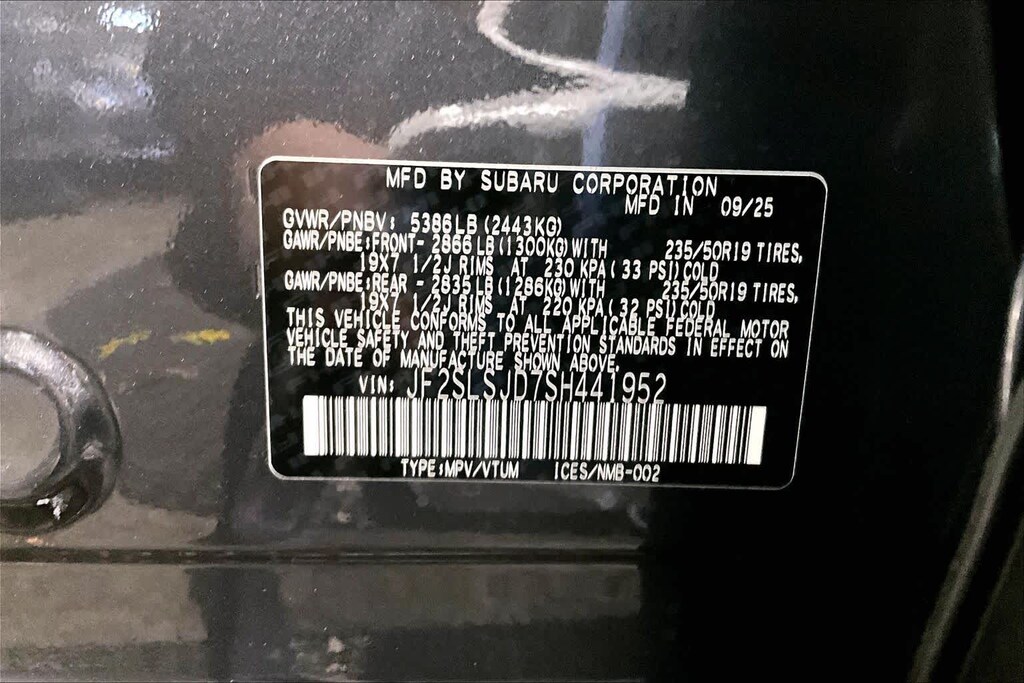 MFD BY SUBARU CORPORATION
MFD IN 09/25
GVWR/PNBV: 5386LB (2443KG)
GAWR/PNBE:FRONT- 2866 LB (1300KG) WITH 235/50R19 TIRES,
19X7 1/2J RIMS AT 230 KPA ( 33 PSI) COLD
GAWR/PNBE:REAR - 2835 LB (1286KG) WITH 235/50R19 TIRES,
19X7 1/2J RIMS AT 220 KPA ( 32 PSI) COLD
THIS VEHICLE CONFORMS TO ALL APPLICABLE FEDERAL MOTOR
VEHICLE SAFETY AND THEFT PREVENTION STANDARDS IN EFFECT ON
THE DATE OF MANUFACTURE SHOWN ABOVE.
VIN: JF2SLSJD7SH441952
TYPE:MPV/VTUM ICES/NMB-002